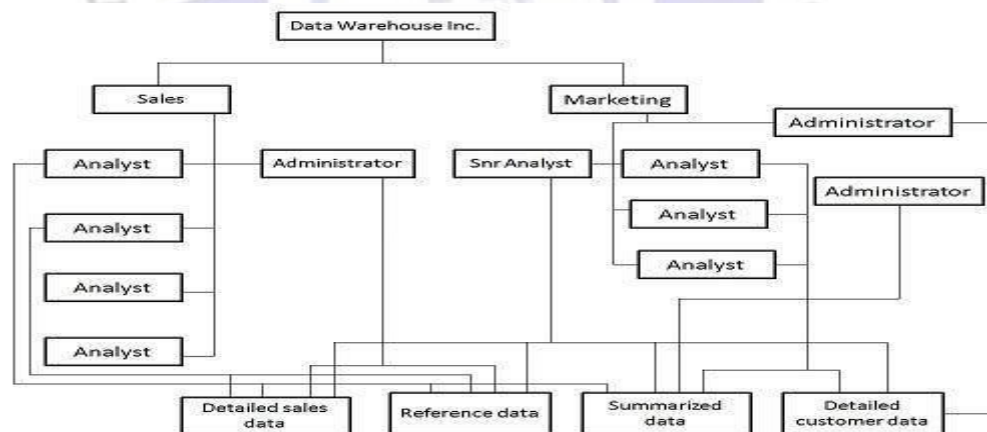 Data Warehouse Inc.
Sales
Marketing
Administrator
Analyst
Administrator
Snr Analyst
Analyst
Administrator
Analyst
Analyst
Analyst
Analyst
Analyst
Detailed sales
data
Reference data
Summarized
data
Detailed
customer data